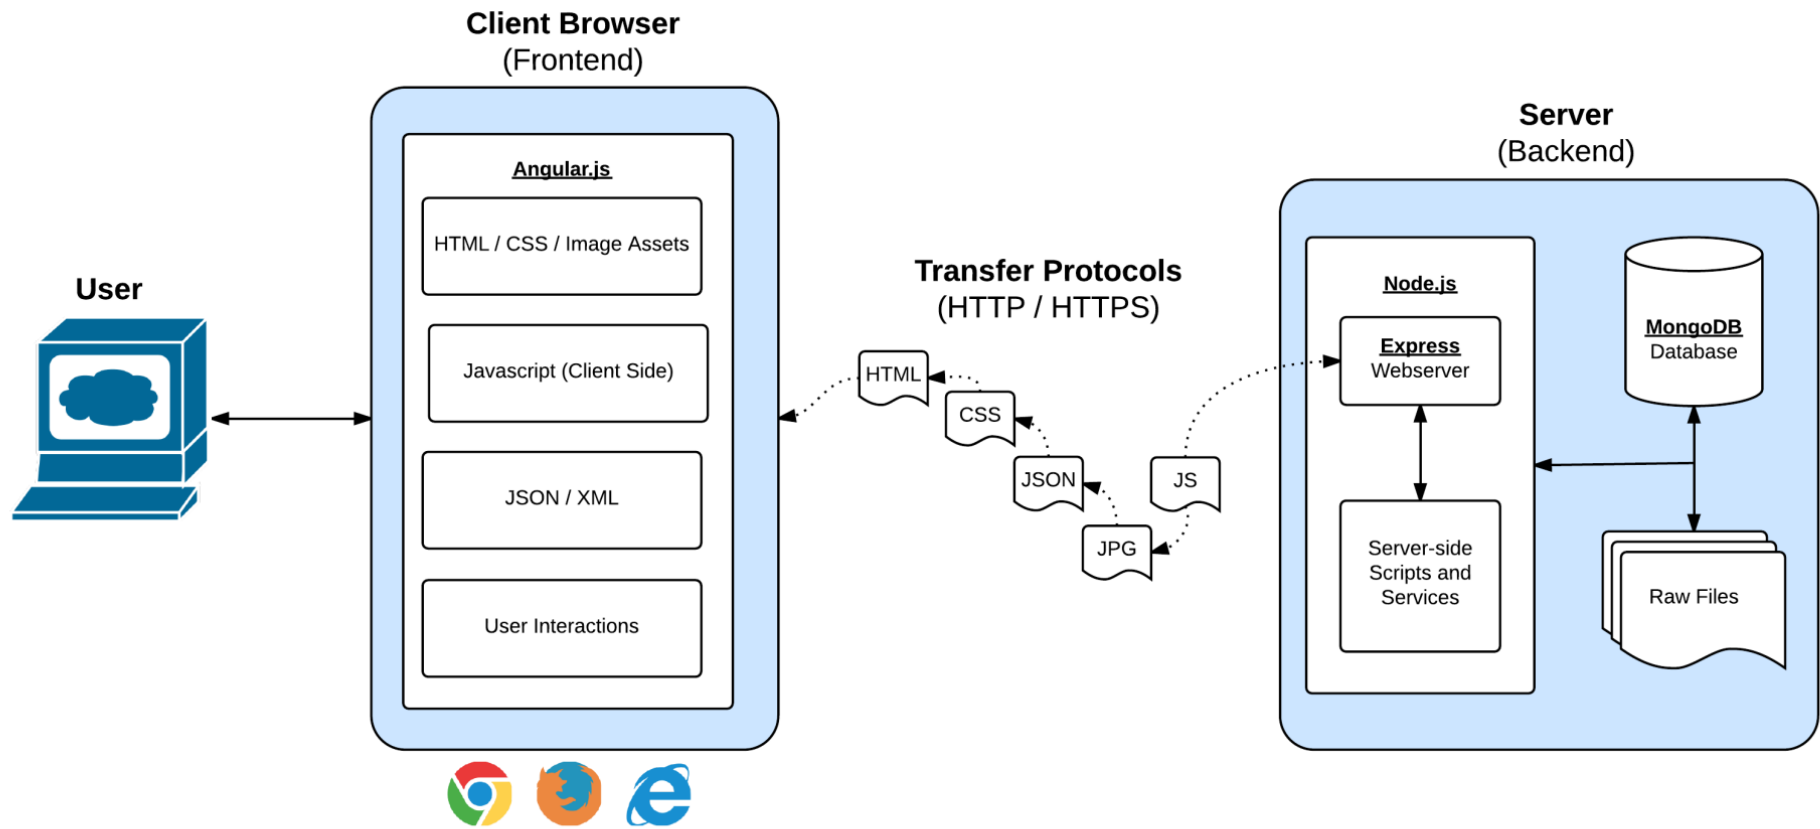 Client Browser
(Frontend)
Angular.js
HTML / CSS / Image Assets
Javascript (Client Side)
JSON / XML
User Interactions
User
Transfer Protocols
(HTTP / HTTPS)
HTML
CSS
JSON
JPG
JS
Server
(Backend)
Node.js
Express
Webserver
Server-side
Scripts and
Services
MongoDB
Database
Raw Files